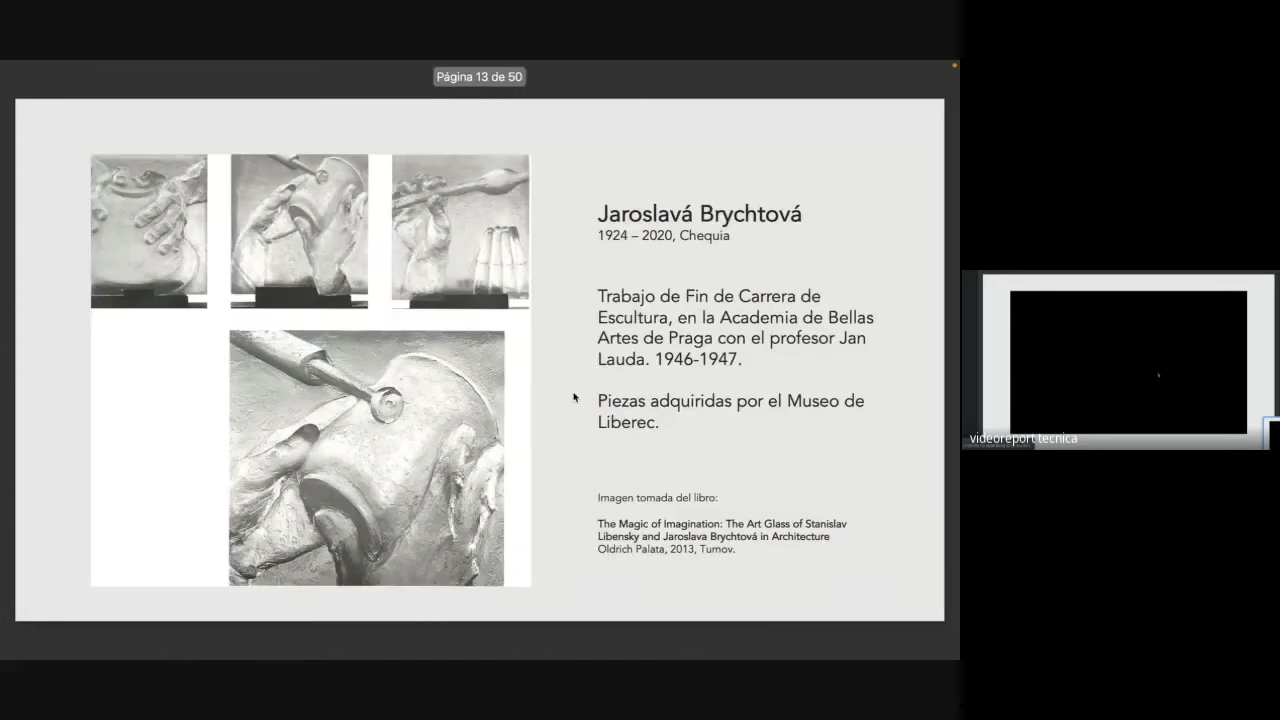 Página 13 de 50
Jaroslavá Brychtová
1924 – 2020, Chequia
Trabajo de Fin de Carrera de
Escultura, en la Academia de Bellas
Artes de Praga con el profesor Jan
Lauda. 1946-1947.
Piezas adquiridas por el Museo de
Liberec.
Imagen tomada del libro:
The Magic of Imagination: The Art Glass of Stanislav
Libensky and Jaroslava Brychtová in Architecture
Oldrich Palata, 2013, Turnov.
videoreport tecnica